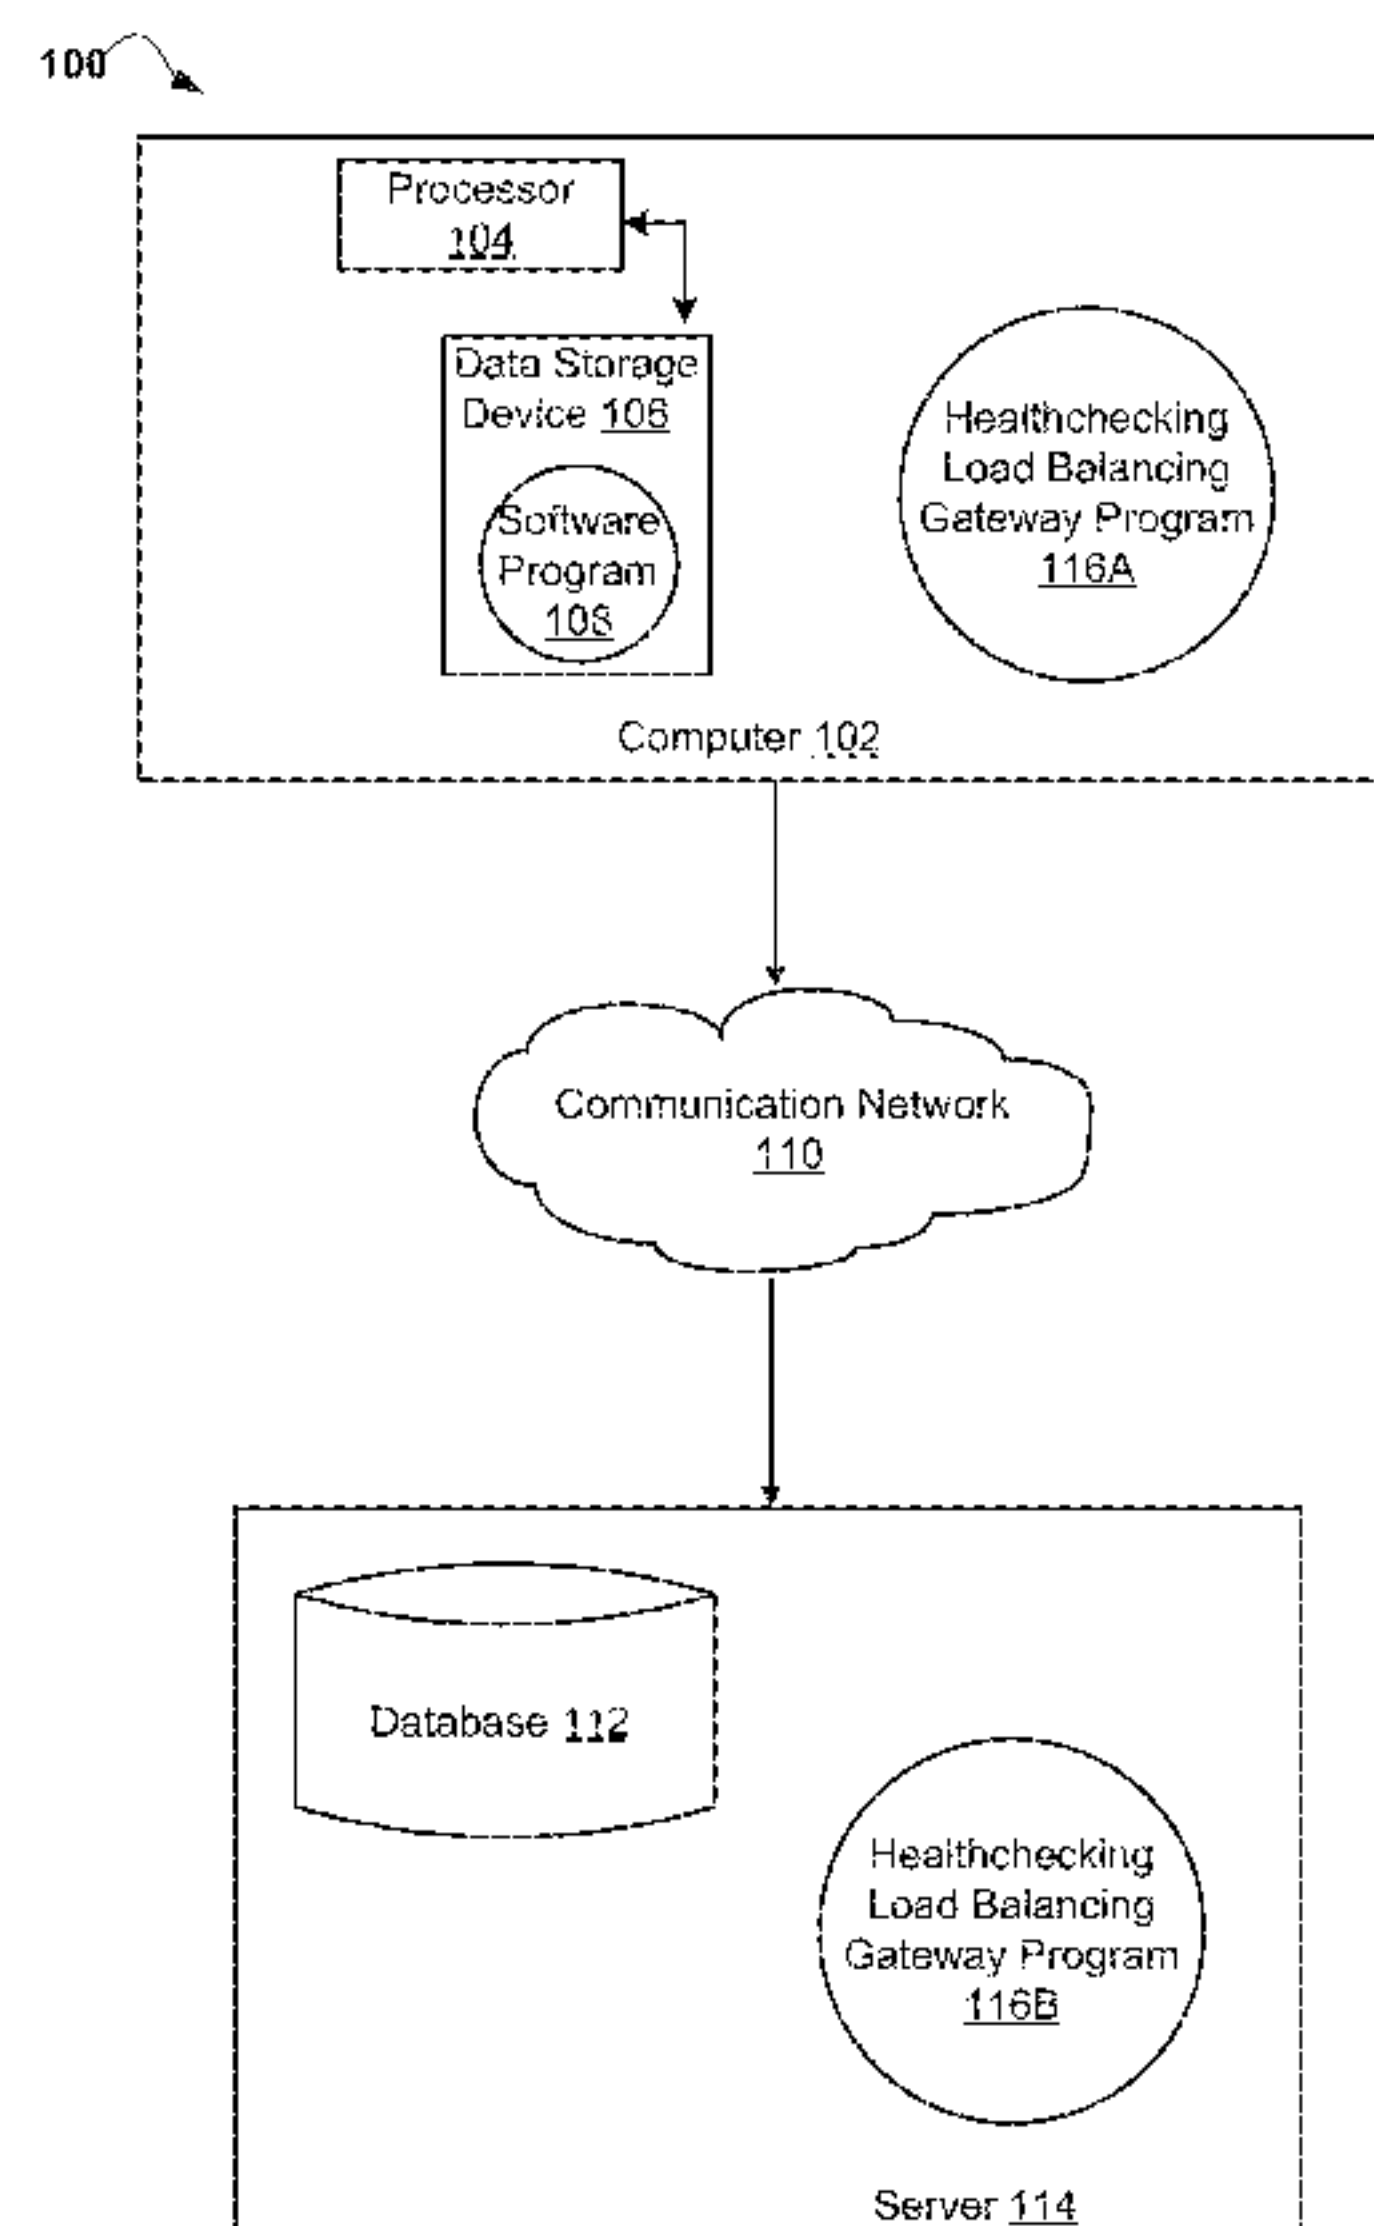 100
Processor
104
Data Storage
Device 106
Software
Program
108
Healthchecking
Load Balancing
Gateway Program
116A
Computer 102
Communication Network
110
Database 112
Healthchecking
Load Balancing
Gateway Program
116B
Server 114